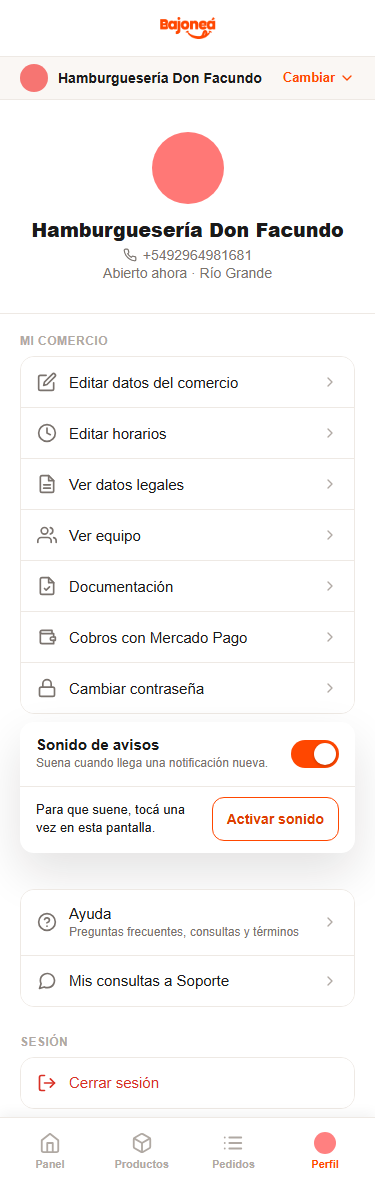 Bajoneá
Hamburguesería Don Facundo
Cambiar
Hamburguesería Don Facundo
+5492964981681
Abierto ahora · Río Grande
MI COMERCIO
Editar datos del comercio
Editar horarios
Ver datos legales
Ver equipo
Documentación
Cobros con Mercado Pago
Cambiar contraseña
Sonido de avisos
Suena cuando llega una notificación nueva.
Para que suene, tocá una
vez en esta pantalla.
Activar sonido
Ayuda
Preguntas frecuentes, consultas y términos
Mis consultas a Soporte
SESIÓN
Cerrar sesión
Panel
Productos
Pedidos
Perfil